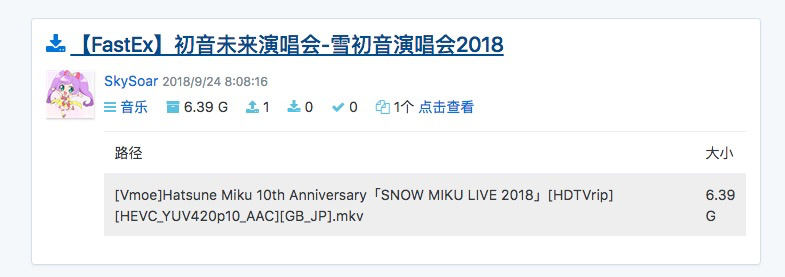 【FastEx】初音未来演唱会-雪初音演唱会2018
SkySoar 2018/9/24 8:08:16
音乐 6.39 G 1 0 0 1个 点击查看
路径 大小
[Vmoe]Hatsune Miku 10th Anniversary「SNOW MIKU LIVE 2018」[HDTVrip] 6.39
[HEVC_YUV420p10_AAC][GB_JP].mkv G